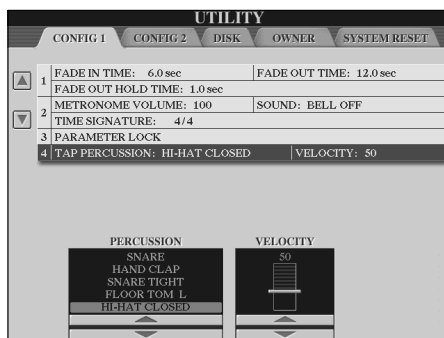 UTILITY
CONFIG 1 CONFIG 2 DISK OWNER SYSTEM RESET
1 FADE IN TIME: 6.0 sec FADE OUT TIME: 12.0 sec
FADE OUT HOLD TIME: 1.0 sec
2 METRONOME VOLUME: 100 SOUND: BELL OFF
TIME SIGNATURE: 4/4
3 PARAMETER LOCK
4 TAP PERCUSSION: HI-HAT CLOSED VELOCITY: 50
PERCUSSION VELOCITY
SNARE 50
HAND CLAP
SNARE TIGHT
FLOOR TOM L
HI-HAT CLOSED